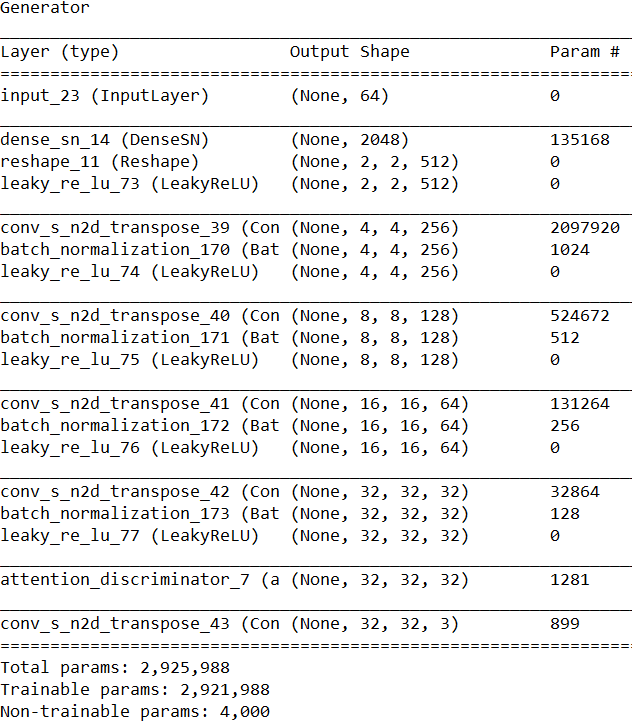 Generator
Layer (type) Output Shape Param #
input_23 (InputLayer) (None, 64) 0
dense_sn_14 (DenseSN) (None, 2048) 135168
reshape_11 (Reshape) (None, 2, 2, 512) 0
leaky_re_lu_73 (LeakyReLU) (None, 2, 2, 512) 0
conv_s_n2d_transpose_39 (Con (None, 4, 4, 256) 2097920
batch_normalization_170 (Bat (None, 4, 4, 256) 1024
leaky_re_lu_74 (LeakyReLU) (None, 4, 4, 256) 0
conv_s_n2d_transpose_40 (Con (None, 8, 8, 128) 524672
batch_normalization_171 (Bat (None, 8, 8, 128) 512
leaky_re_lu_75 (LeakyReLU) (None, 8, 8, 128) 0
conv_s_n2d_transpose_41 (Con (None, 16, 16, 64) 131264
batch_normalization_172 (Bat (None, 16, 16, 64) 256
leaky_re_lu_76 (LeakyReLU) (None, 16, 16, 64) 0
conv_s_n2d_transpose_42 (Con (None, 32, 32, 32) 32864
batch_normalization_173 (Bat (None, 32, 32, 32) 128
leaky_re_lu_77 (LeakyReLU) (None, 32, 32, 32) 0
attention_discriminator_7 (a (None, 32, 32, 32) 1281
conv_s_n2d_transpose_43 (Con (None, 32, 32, 3) 899
Total params: 2,925,988
Trainable params: 2,921,988
Non-trainable params: 4,000